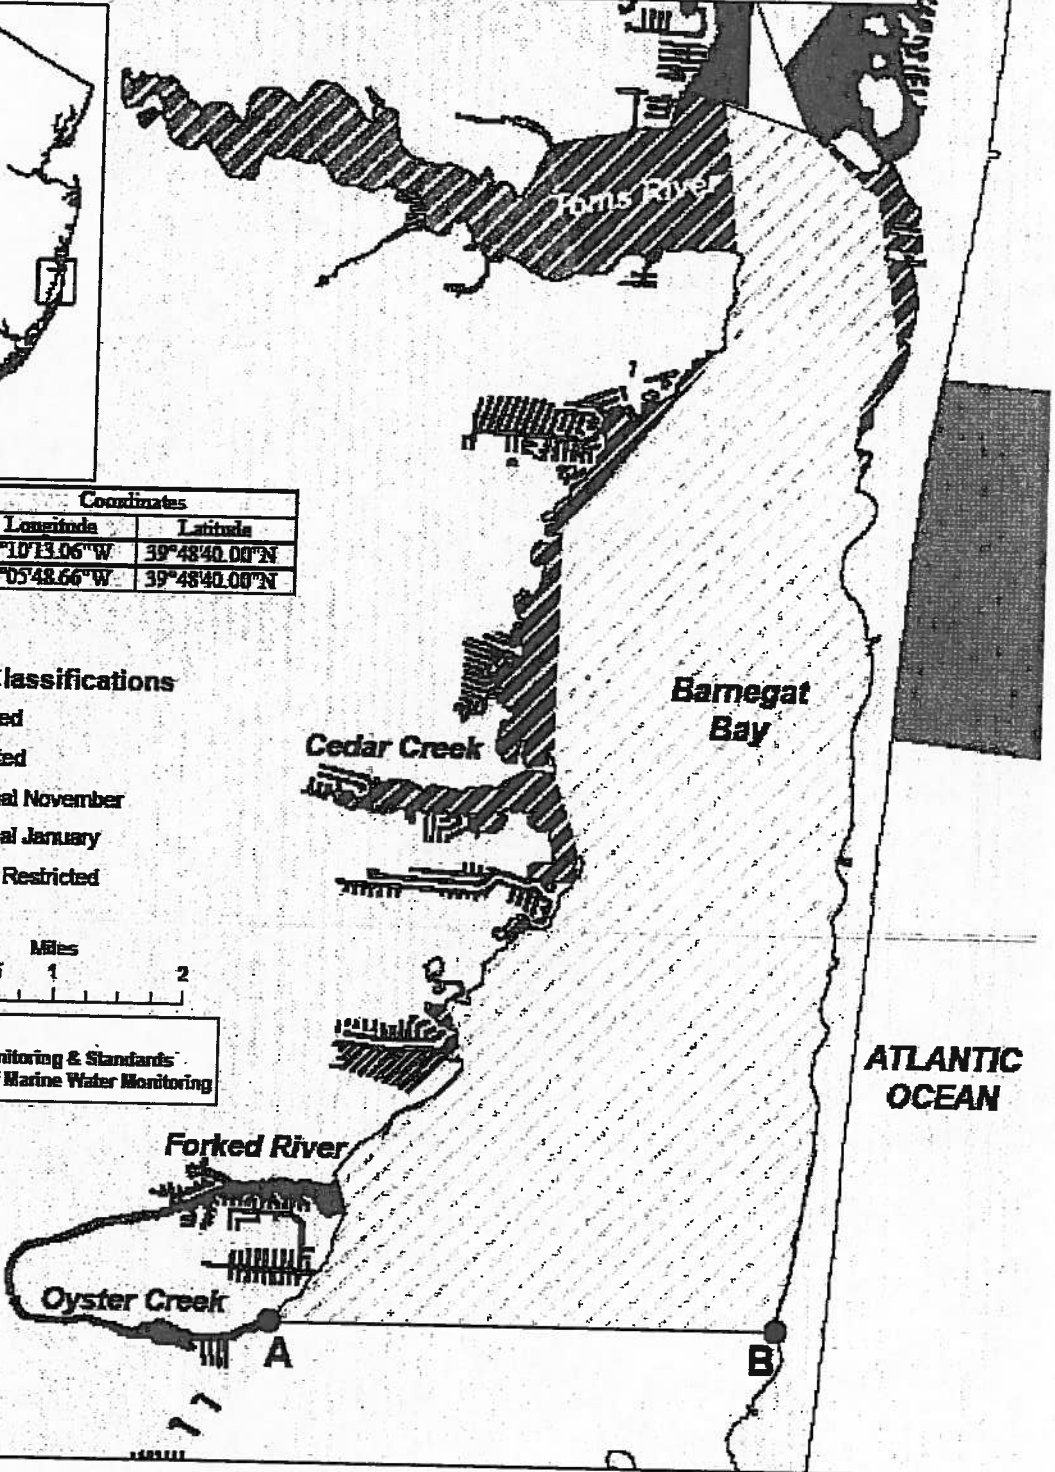 Toms River
Coordinates
Longitude Latitude
°10'13.06"W 39°48'40.00"N
°05'48.66"W 39°48'40.00"N
lassifications
ed
ted
al November
al January
Restricted
Barnegat
Bay
Cedar Creek
Miles
1 2
nitoring & Standards
Marine Water Monitoring
ATLANTIC
OCEAN
Forked River
Oyster Creek
A
B